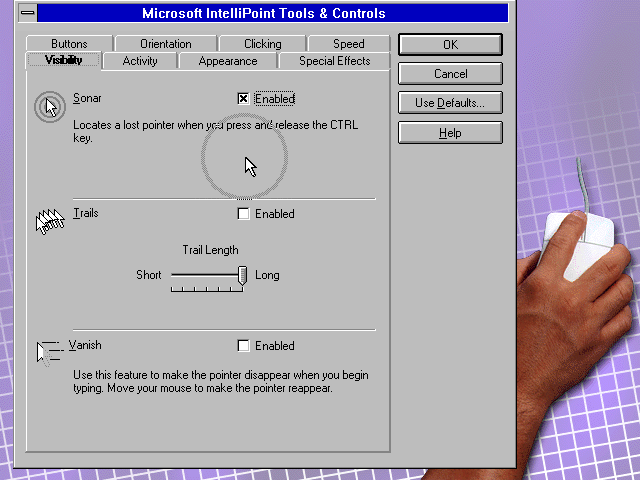 Microsoft IntelliPoint Tools & Controls
Buttons Orientation Clicking Speed
Visibility Activity Appearance Special Effects
OK
Cancel
Use Defaults...
Help
Sonar Enabled
Locates a lost pointer when you press and release the CTRL
key.
Trails Enabled
Trail Length
Short Long
Vanish Enabled
Use this feature to make the pointer disappear when you begin
typing. Move your mouse to make the pointer reappear.